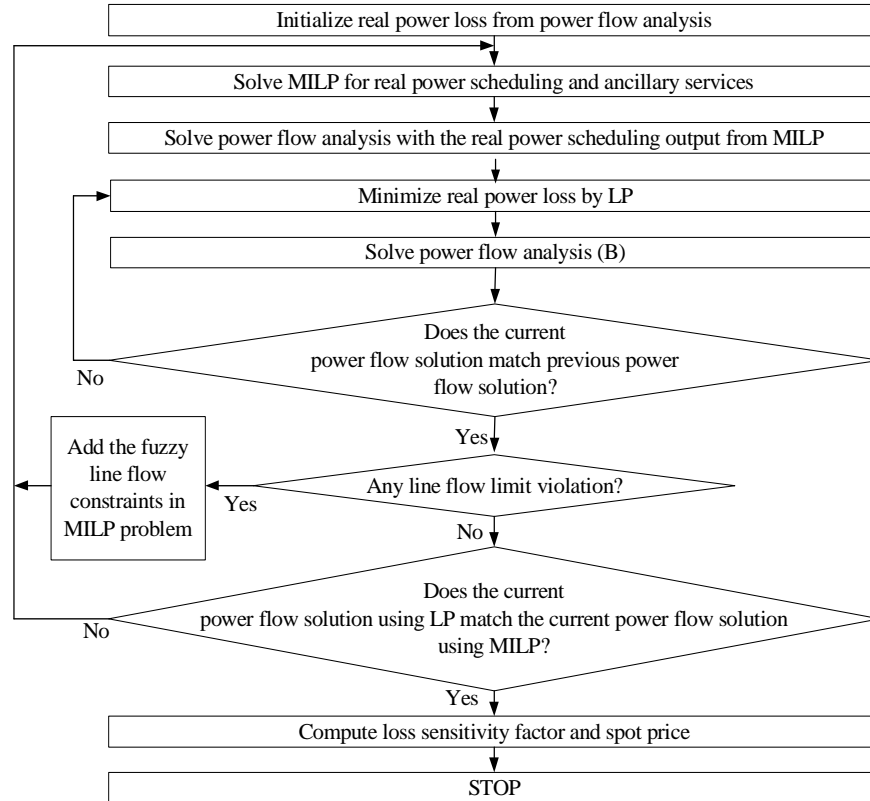 Initialize real power loss from power flow analysis
Solve MILP for real power scheduling and ancillary services
Solve power flow analysis with the real power scheduling output from MILP
Minimize real power loss by LP
Solve power flow analysis (B)
Does the current
power flow solution match previous power
flow solution?
No
Yes
Add the fuzzy
line flow
constraints in
MILP problem
Yes
Any line flow limit violation?
No
Does the current
power flow solution using LP match the current power flow solution
using MILP?
No
Yes
Compute loss sensitivity factor and spot price
STOP